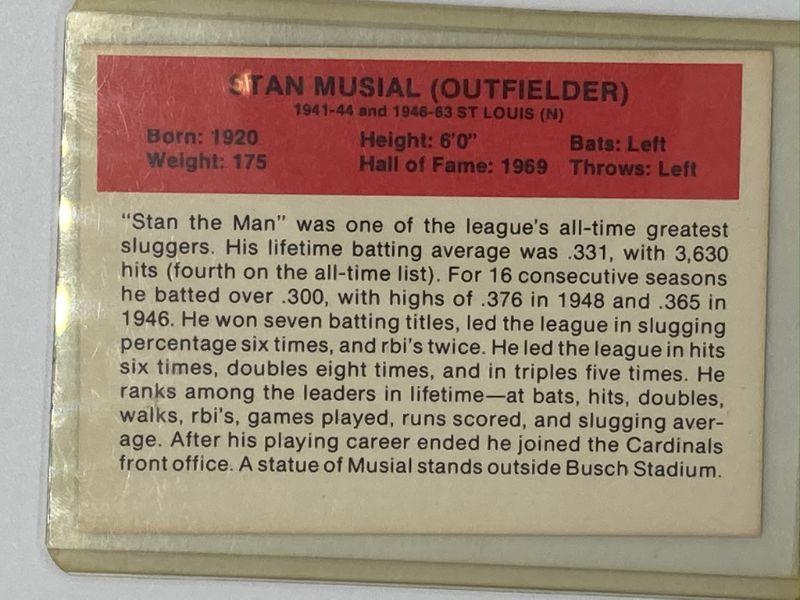 STAN MUSIAL (OUTFIELDER)
1941-44 and 1946-63 ST LOUIS (N)
Born: 1920 Height: 6'0" Bats: Left
Weight: 175 Hall of Fame: 1969 Throws: Left
"Stan the Man" was one of the league's all-time greatest
sluggers. His lifetime batting average was .331, with 3,630
hits (fourth on the all-time list). For 16 consecutive seasons
he batted over .300, with highs of .376 in 1948 and .365 in
1946. He won seven batting titles, led the league in slugging
percentage six times, and rbi's twice. He led the league in hits
six times, doubles eight times, and in triples five times. He
ranks among the leaders in lifetime—at bats, hits, doubles,
walks, rbi's, games played, runs scored, and slugging aver-
age. After his playing career ended he joined the Cardinals
front office. A statue of Musial stands outside Busch Stadium.